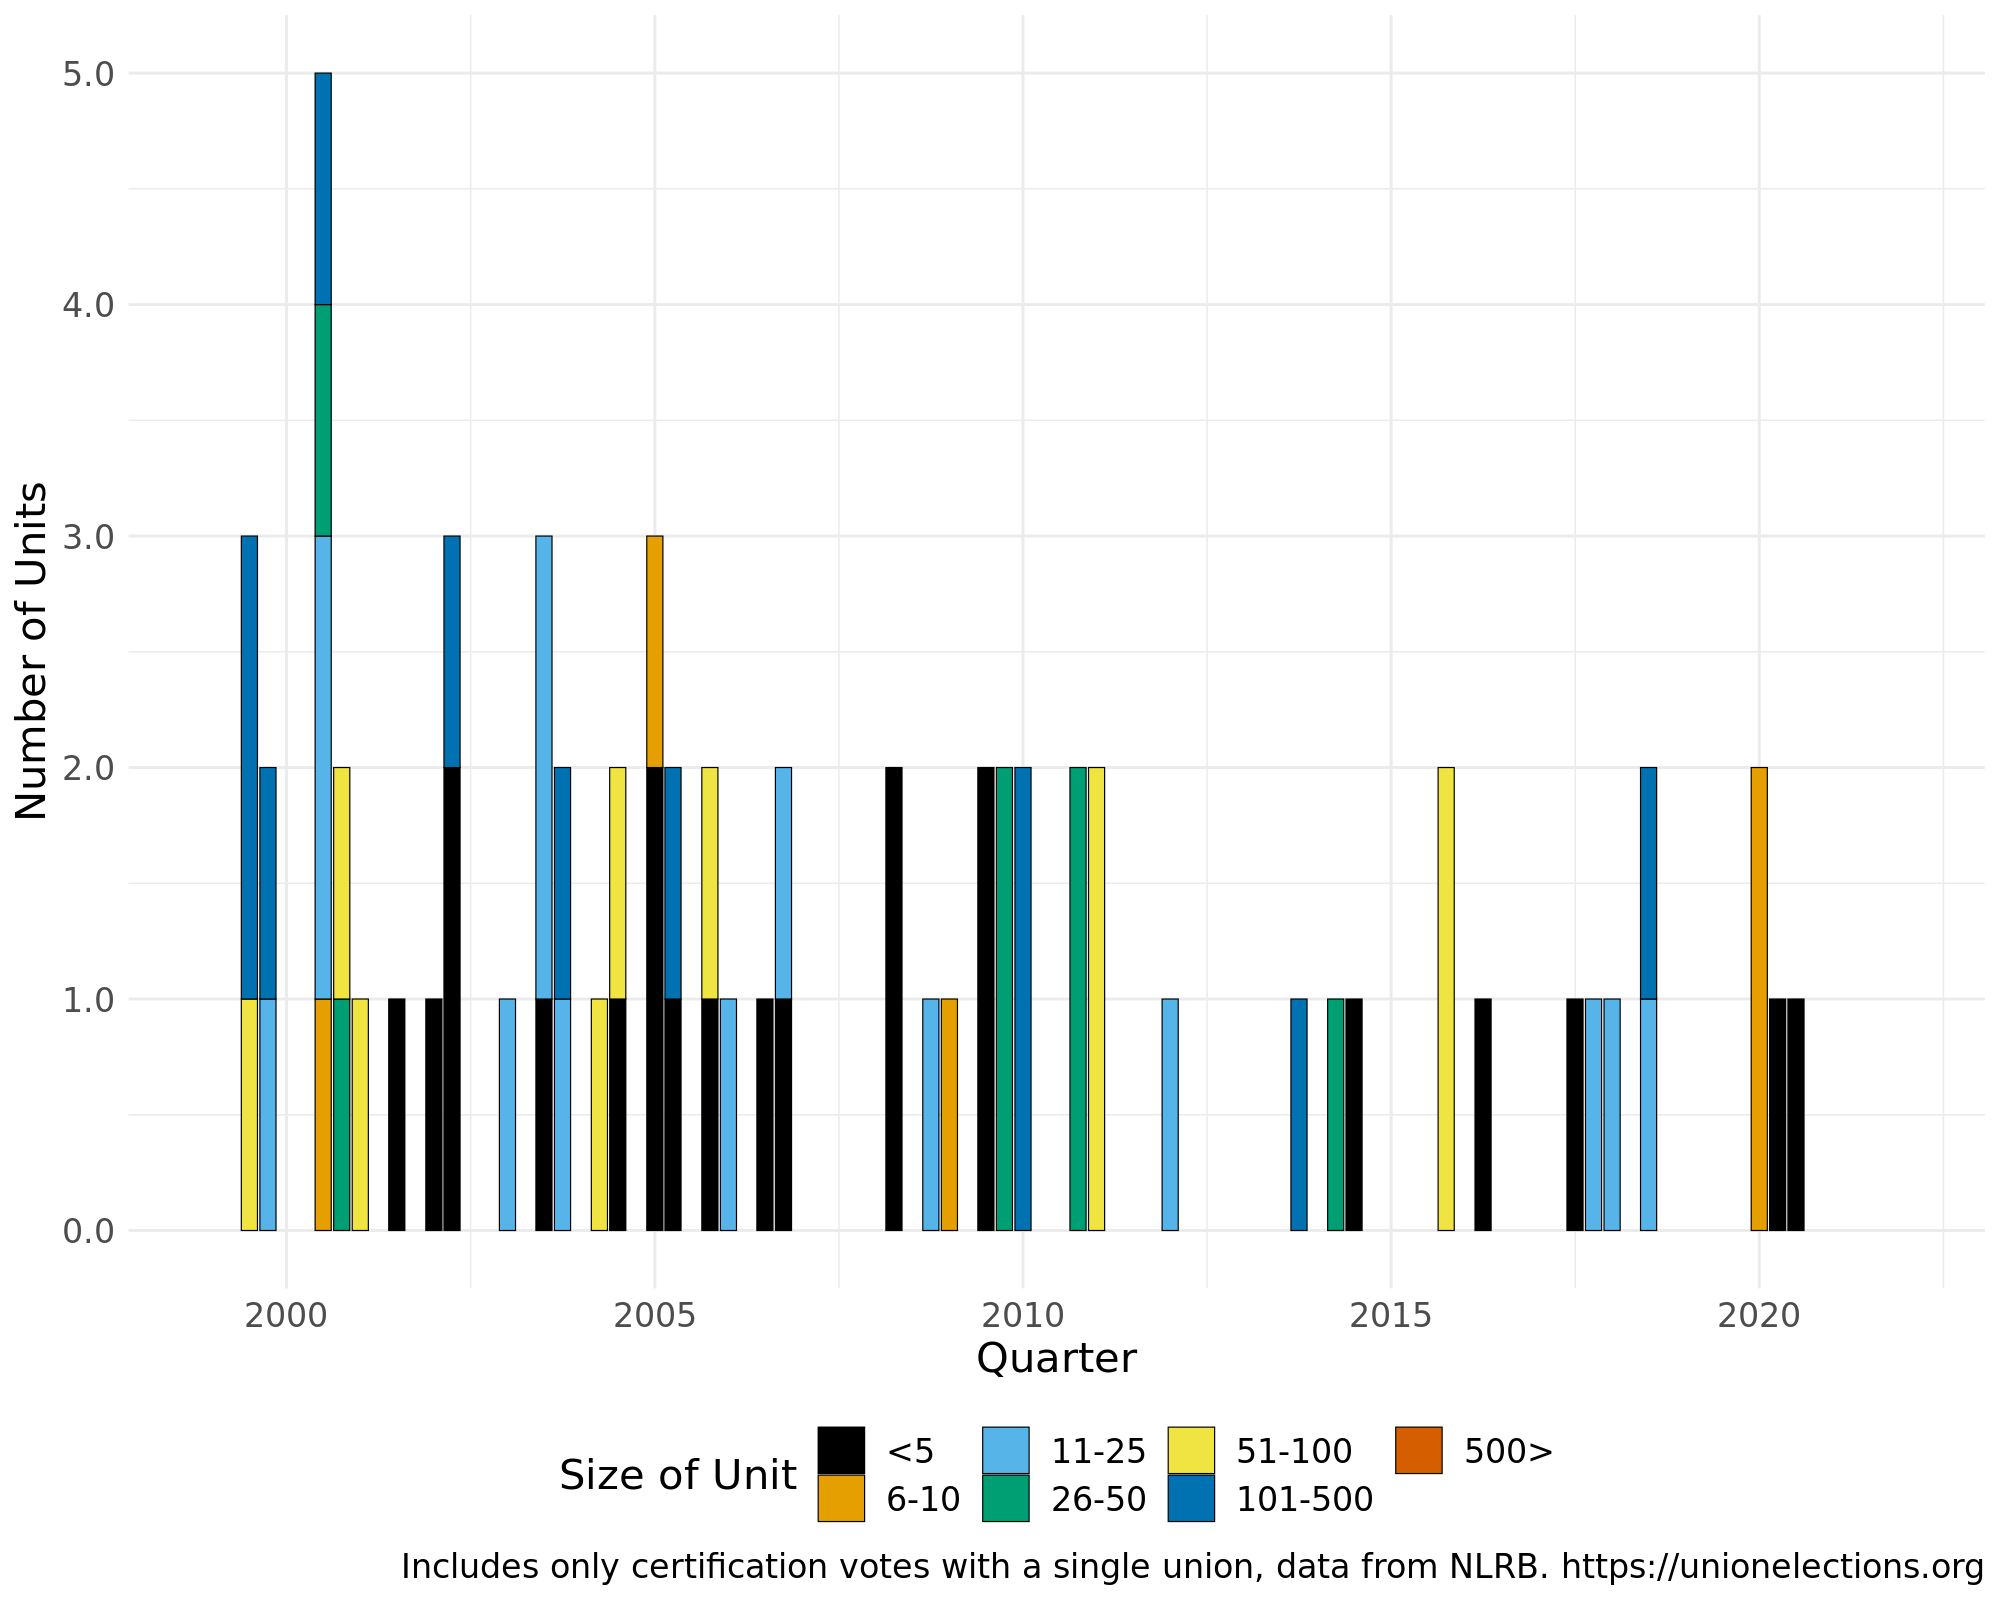 5.0
4.0
3.0
2.0
1.0
0.0
Number of Units
2000 2005 2010 2015 2020
Quarter
Size of Unit
<5 11-25 51-100 500>
6-10 26-50 101-500
Includes only certification votes with a single union, data from NLRB. https://unionelections.org